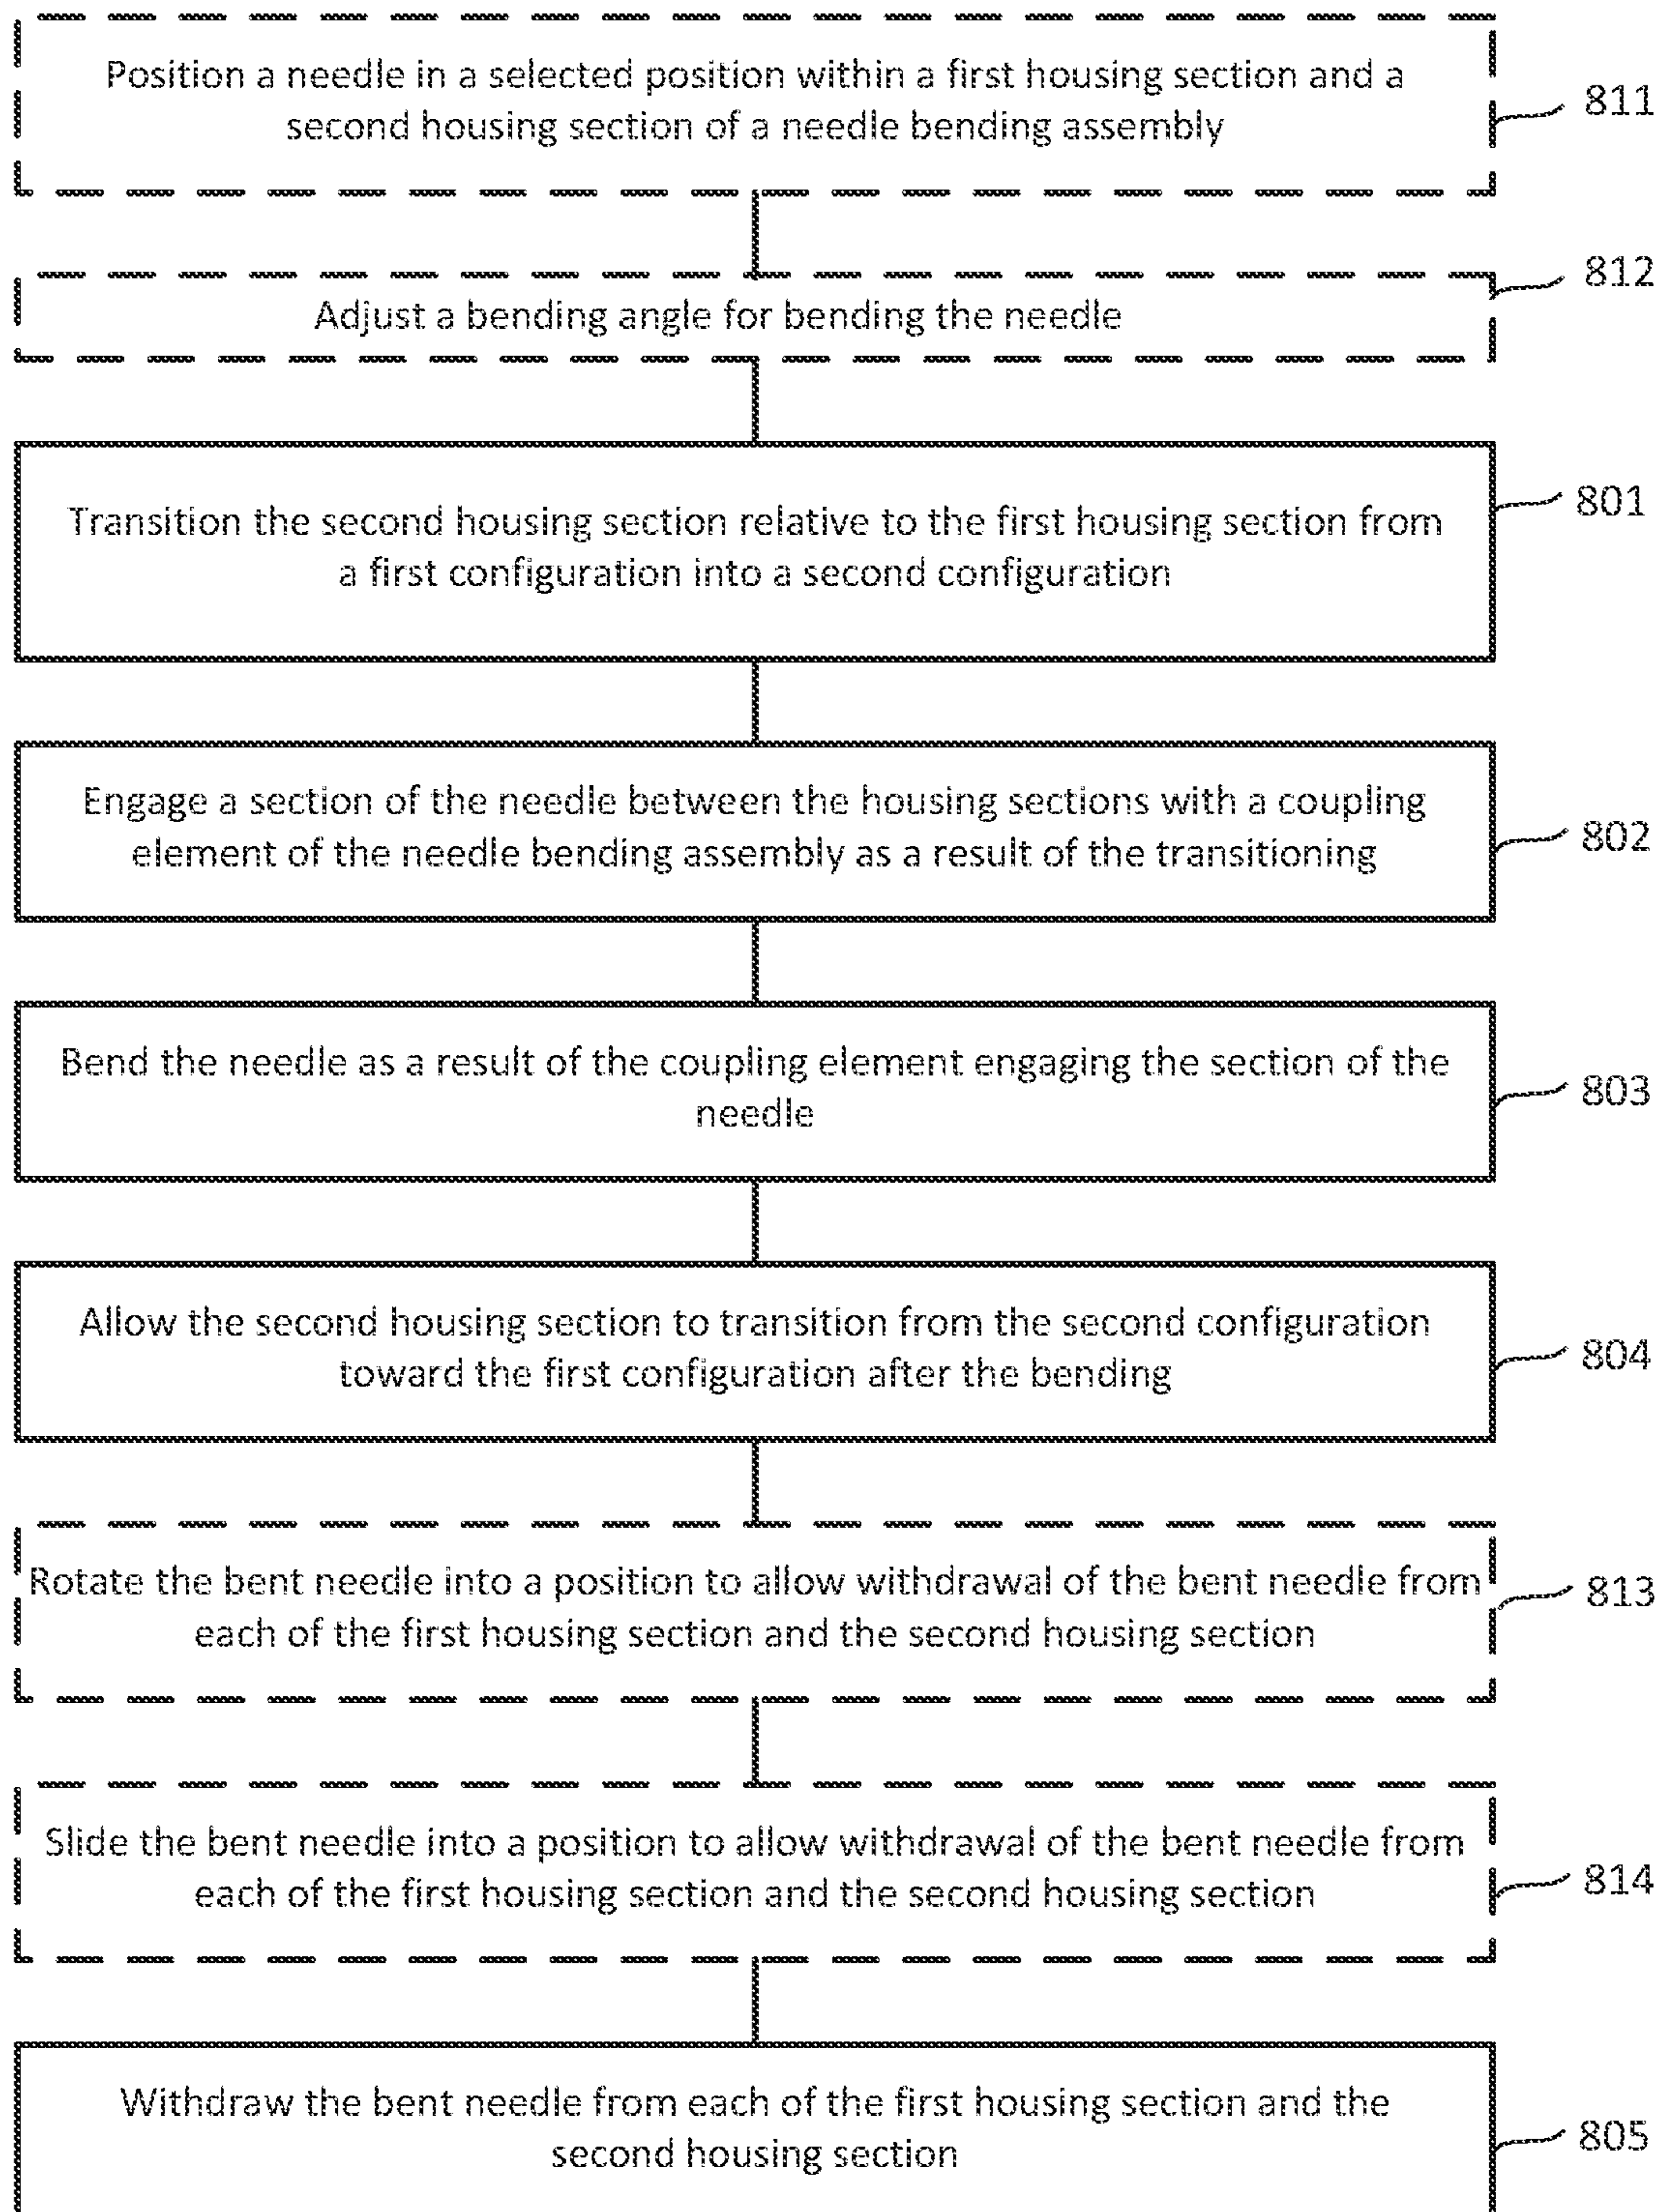 Position a needle in a selected position within a first housing section and a
second housing section of a needle bending assembly
811
812
Adjust a bending angle for bending the needle
801
Transition the second housing section relative to the first housing section from
a first configuration into a second configuration
Engage a section of the needle between the housing sections with a coupling
element of the needle bending assembly as a result of the transitioning
802
Bend the needle as a result of the coupling element engaging the section of the
needle
803
Allow the second housing section to transition from the second configuration
toward the first configuration after the bending
804
Rotate the bent needle into a position to allow withdrawal of the bent needle from
each of the first housing section and the second housing section
813
Slide the bent needle into a position to allow withdrawal of the bent needle from
each of the first housing section and the second housing section
814
Withdraw the bent needle from each of the first housing section and the
second housing section
805